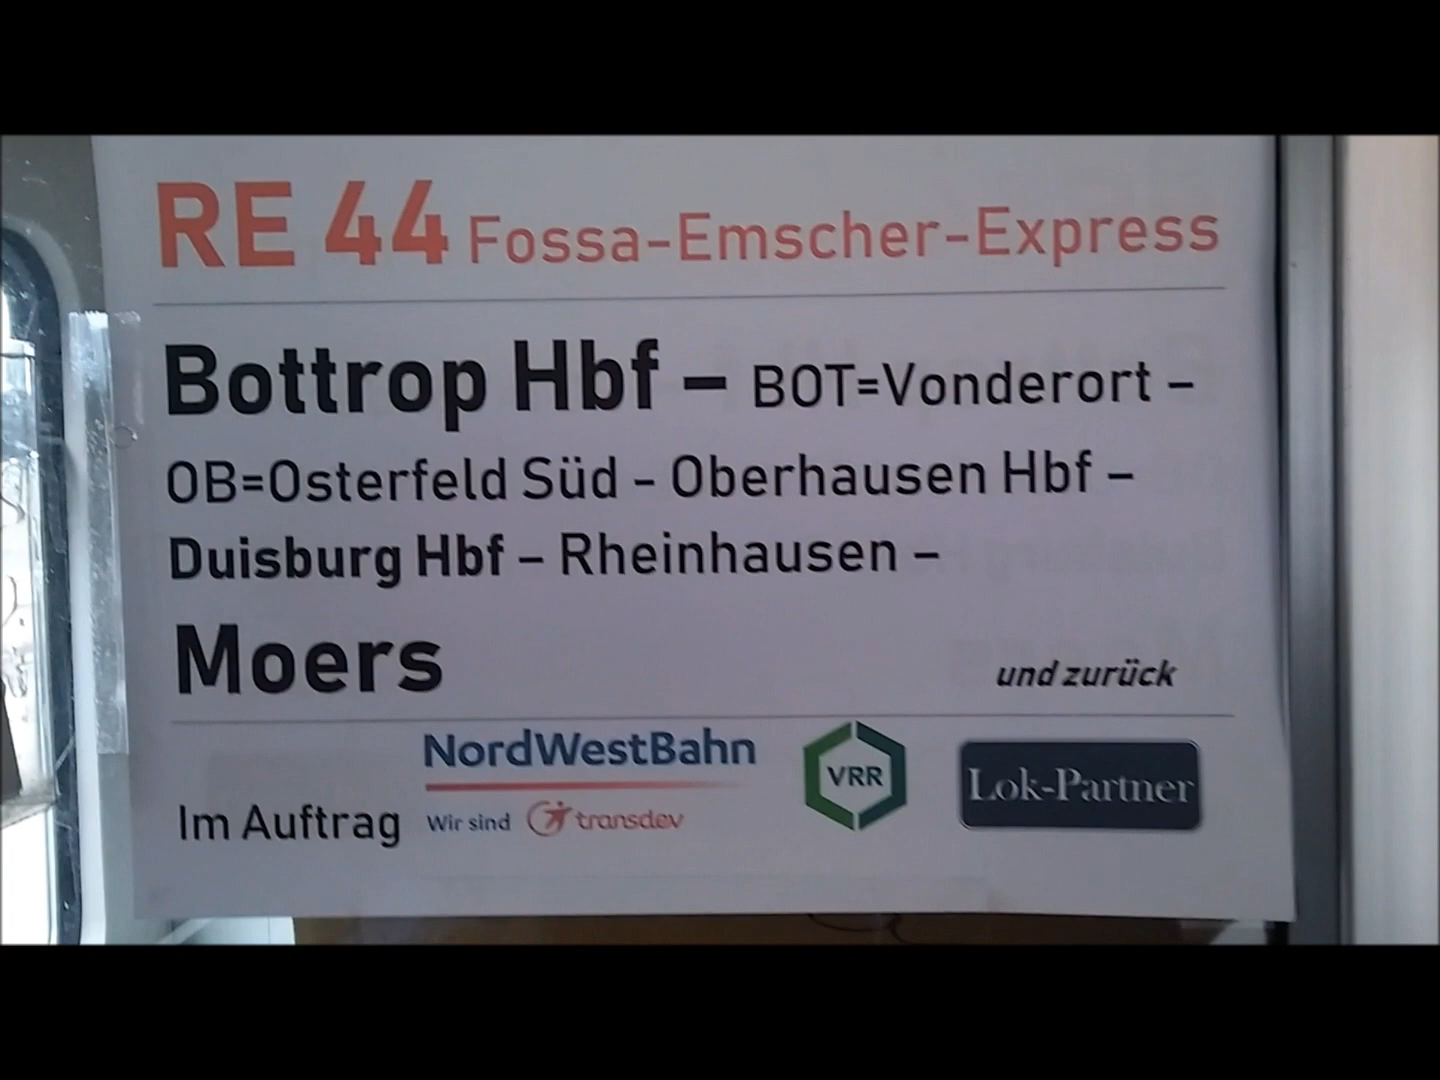 RE 44 Fossa-Emscher-Express
Bottrop Hbf – BOT=Vonderort –
OB=Osterfeld Süd - Oberhausen Hbf –
Duisburg Hbf – Rheinhausen –
Moers
und zurück
Im Auftrag
NordWestBahn
Wir sind transdev
VRR
Lok-Partner